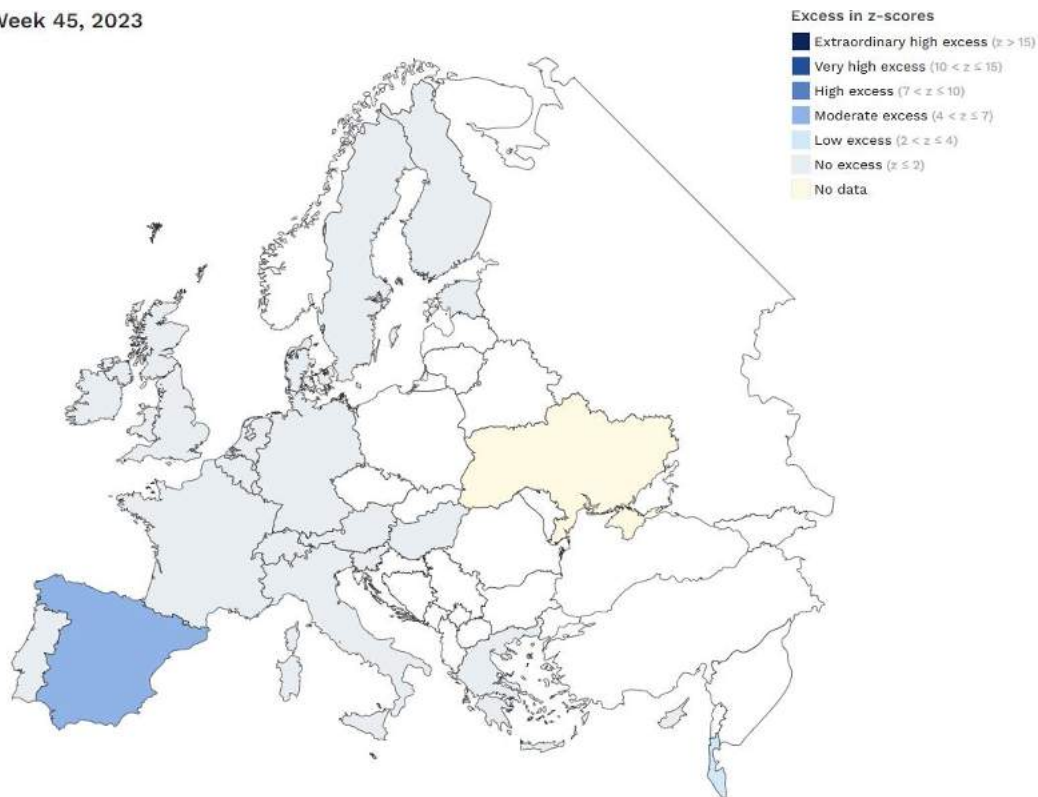 Week 45, 2023
Excess in z-scores
Extraordinary high excess (z > 15)
Very high excess (10 < z ≤ 15)
High excess (7 < z ≤ 10)
Moderate excess (4 < z ≤ 7)
Low excess (2 < z ≤ 4)
No excess (z ≤ 2)
No data